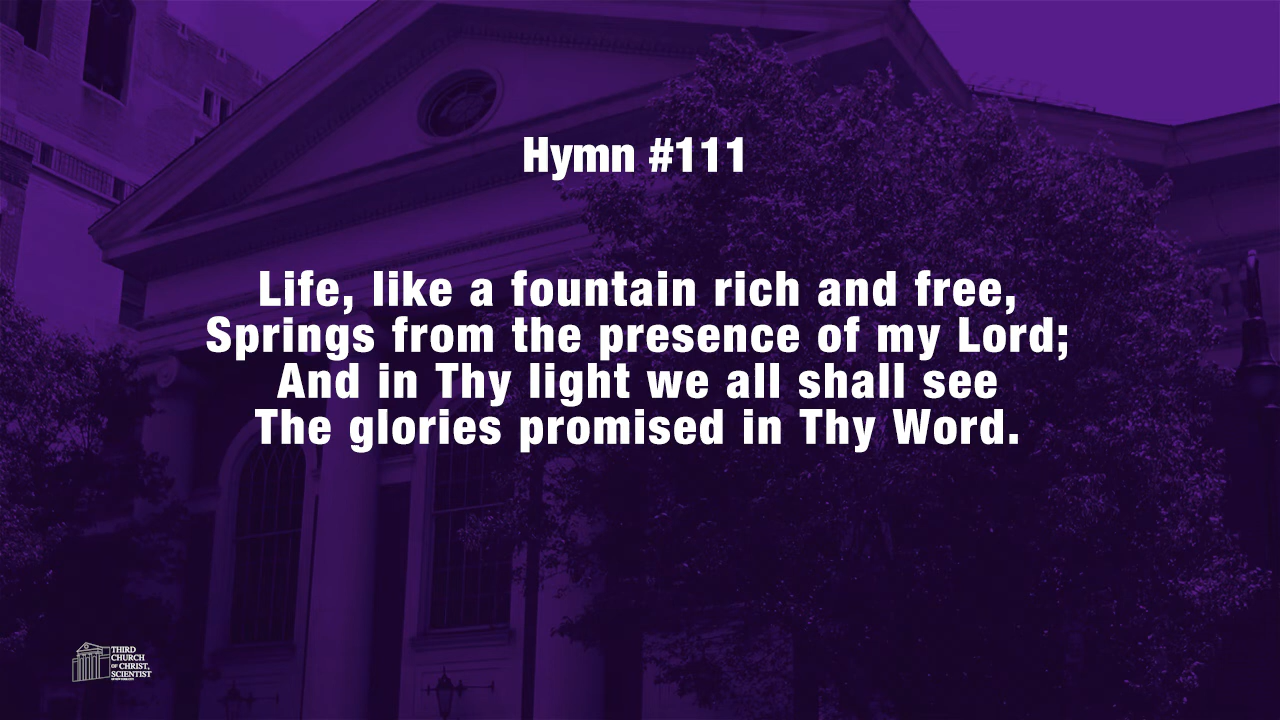 Hymn #111
Life, like a fountain rich and free,
Springs from the presence of my Lord;
And in Thy light we all shall see
The glories promised in Thy Word.
THIRD
CHURCH
OF CHRIST,
SCIENTIST